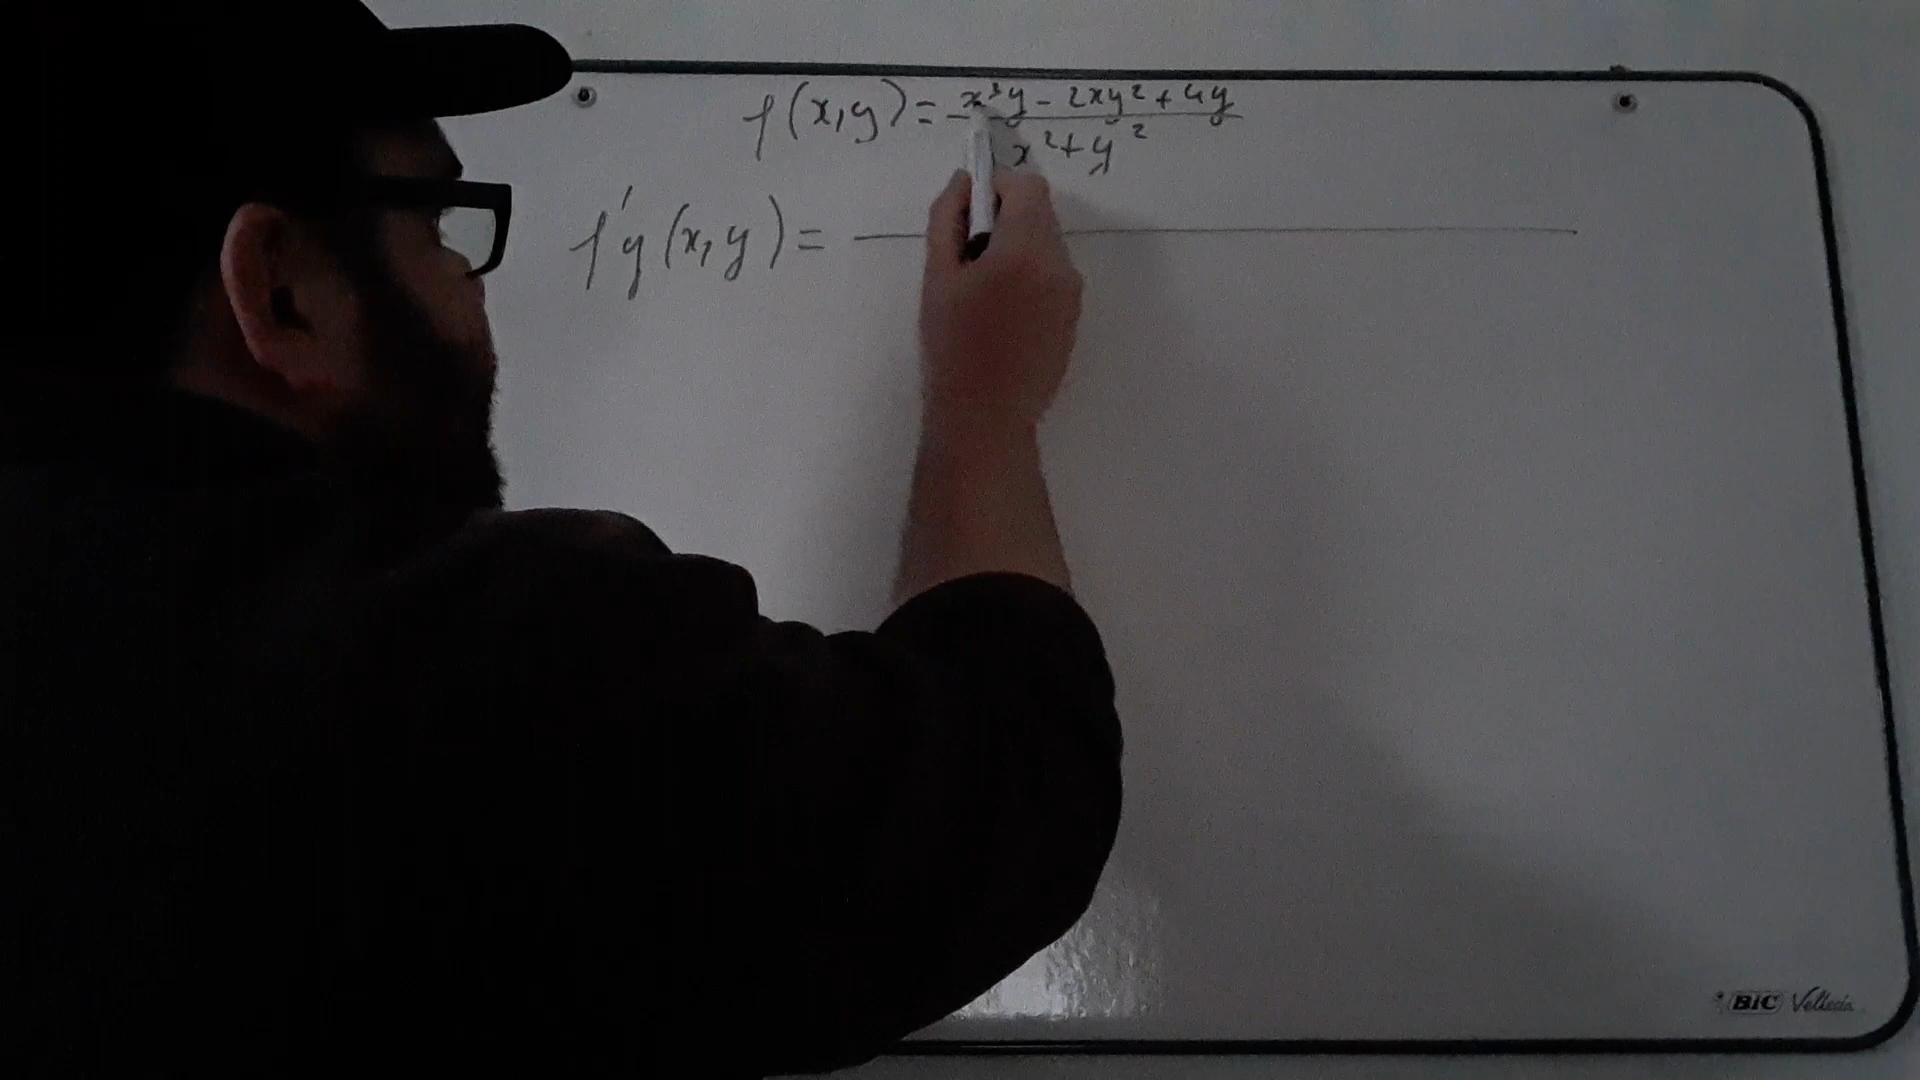 f(x,y) = x³y - 2xy² + 4y / x² + y²
f'y(x,y) =
BIC Velleda